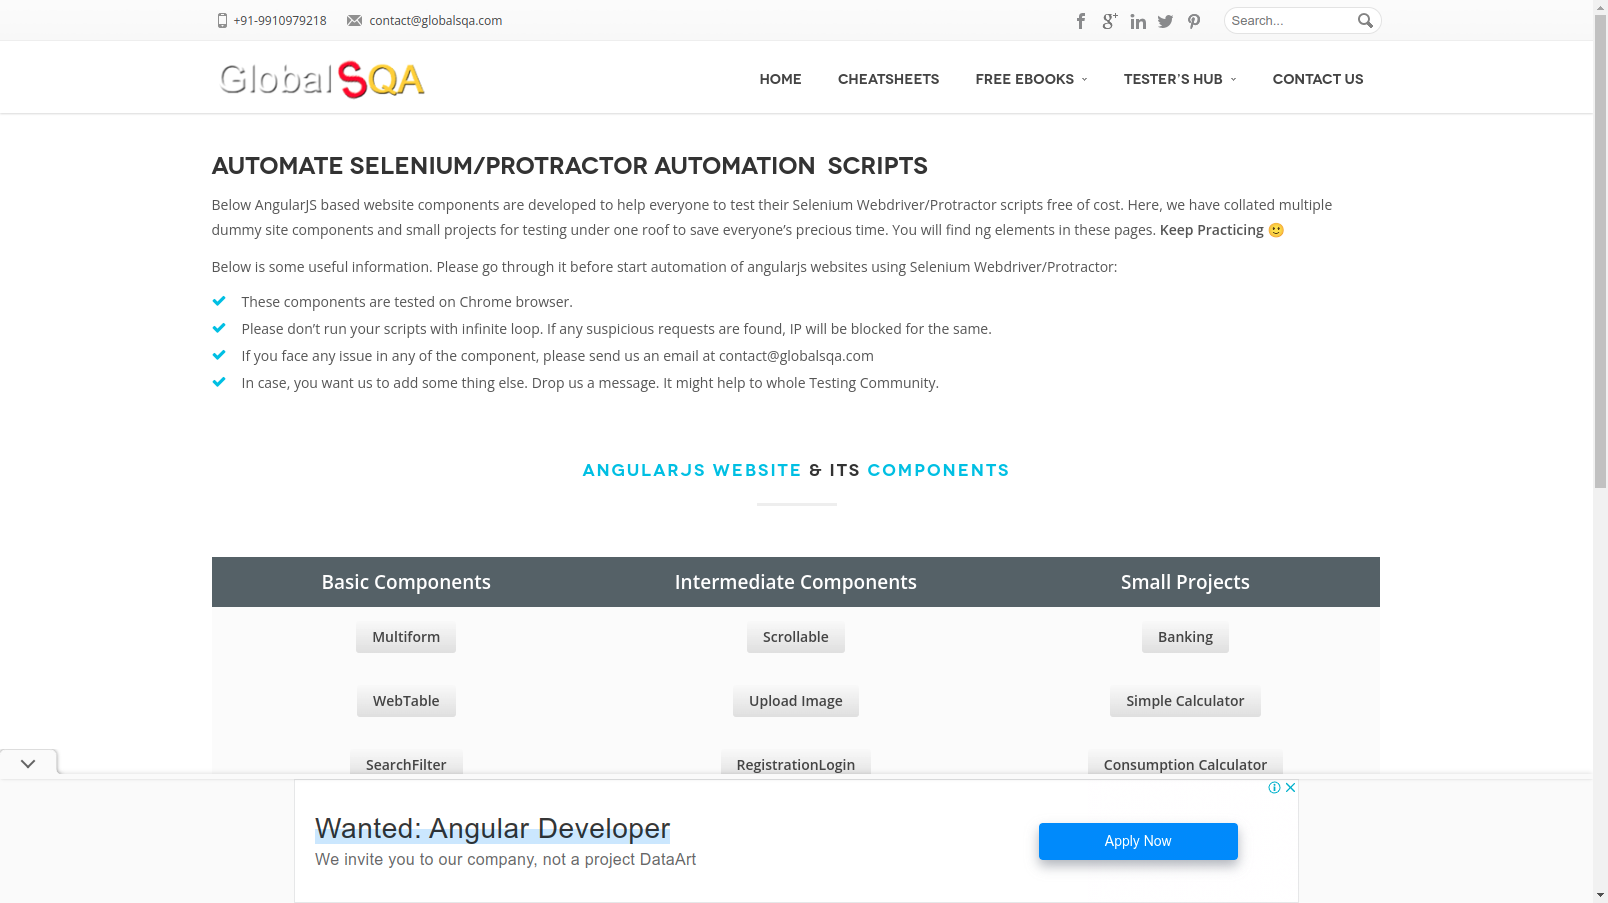 +91-9910979218 contact@globalsqa.com
Search...
GlobalSQA
HOME CHEATSHEETS FREE EBOOKS TESTER'S HUB CONTACT US
AUTOMATE SELENIUM/PROTRACTOR AUTOMATION SCRIPTS
Below AngularJS based website components are developed to help everyone to test their Selenium Webdriver/Protractor scripts free of cost. Here, we have collated multiple
dummy site components and small projects for testing under one roof to save everyone's precious time. You will find ng elements in these pages. Keep Practicing 🙂
Below is some useful information. Please go through it before start automation of angularjs websites using Selenium Webdriver/Protractor:
These components are tested on Chrome browser.
Please don't run your scripts with infinite loop. If any suspicious requests are found, IP will be blocked for the same.
If you face any issue in any of the component, please send us an email at contact@globalsqa.com
In case, you want us to add some thing else. Drop us a message. It might help to whole Testing Community.
ANGULARJS WEBSITE & ITS COMPONENTS
Basic Components Intermediate Components Small Projects
Multiform Scrollable Banking
WebTable Upload Image Simple Calculator
SearchFilter RegistrationLogin Consumption Calculator
Wanted: Angular Developer
We invite you to our company, not a project DataArt
Apply Now